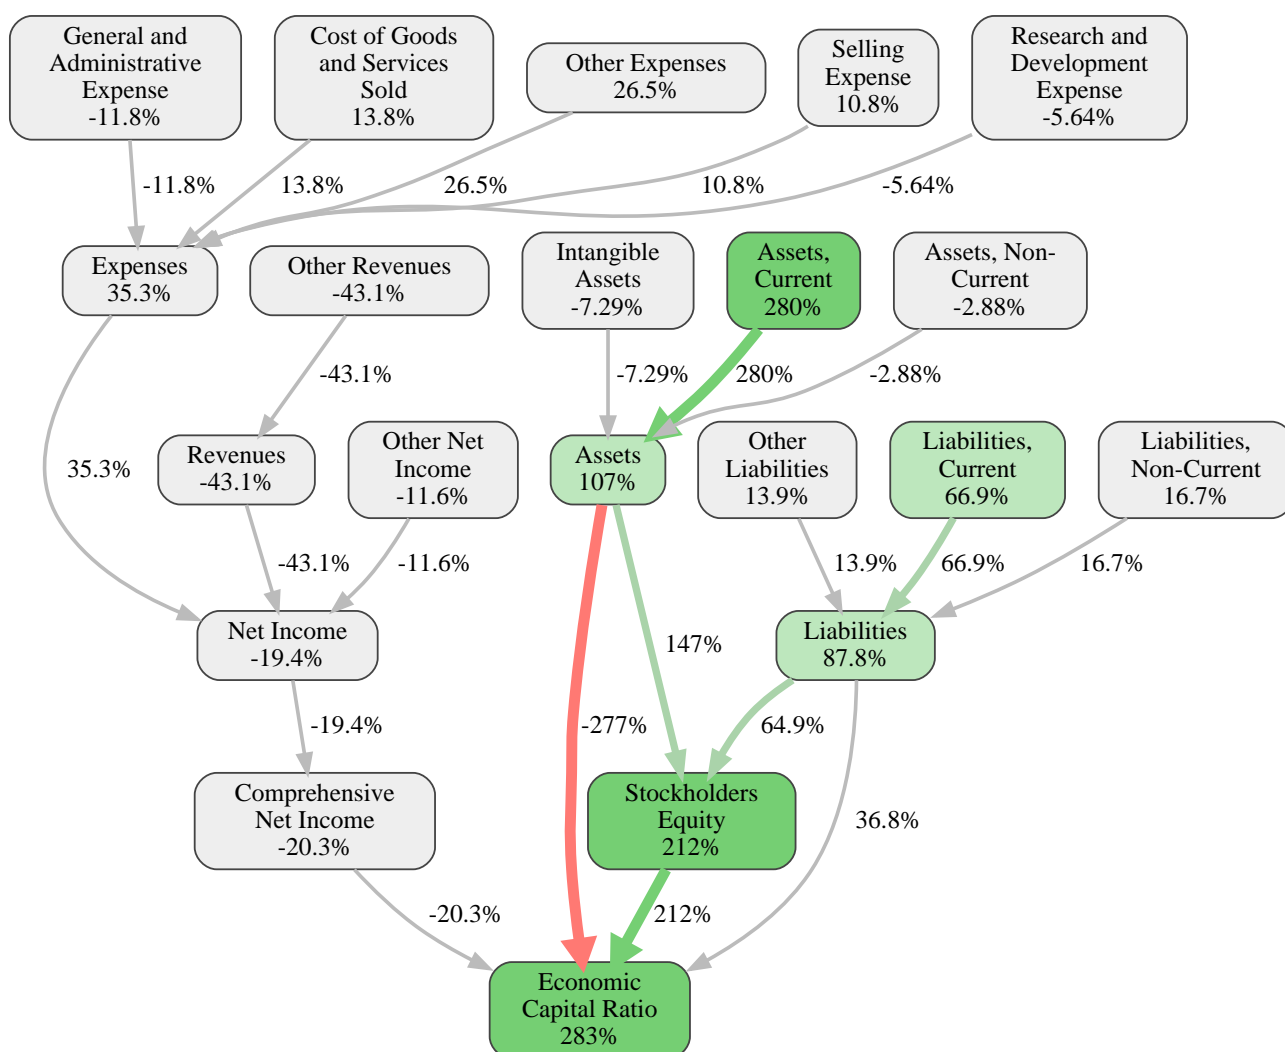 General and
Administrative
Expense
-11.8%
Cost of Goods
and Services
Sold
13.8%
Other Expenses
26.5%
Selling
Expense
10.8%
Research and
Development
Expense
-5.64%
-11.8%
13.8%
26.5%
10.8%
-5.64%
Expenses
35.3%
Other Revenues
-43.1%
Intangible
Assets
-7.29%
Assets,
Current
280%
Assets, Non-
Current
-2.88%
-43.1%
-7.29%
280%
-2.88%
35.3%
Revenues
-43.1%
Other Net
Income
-11.6%
Assets
107%
Other
Liabilities
13.9%
Liabilities,
Current
66.9%
Liabilities,
Non-Current
16.7%
-43.1%
-11.6%
13.9%
66.9%
16.7%
Net Income
-19.4%
147%
Liabilities
87.8%
-19.4%
-277%
64.9%
Comprehensive
Net Income
-20.3%
Stockholders
Equity
212%
36.8%
-20.3%
212%
Economic
Capital Ratio
283%